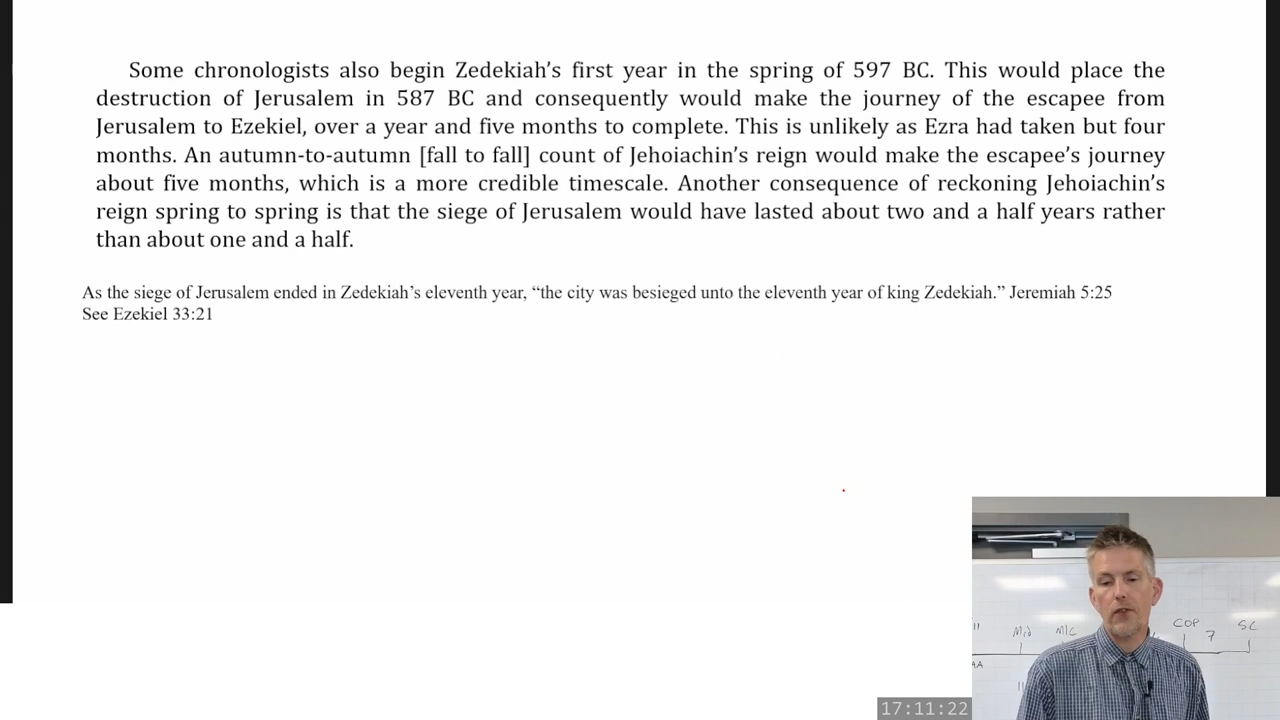 Some chronologists also begin Zedekiah’s first year in the spring of 597 BC. This would place the
destruction of Jerusalem in 587 BC and consequently would make the journey of the escapee from
Jerusalem to Ezekiel, over a year and five months to complete. This is unlikely as Ezra had taken but four
months. An autumn-to-autumn [fall to fall] count of Jehoiachin’s reign would make the escapee’s journey
about five months, which is a more credible timescale. Another consequence of reckoning Jehoiachin’s
reign spring to spring is that the siege of Jerusalem would have lasted about two and a half years rather
than about one and a half.
As the siege of Jerusalem ended in Zedekiah’s eleventh year, “the city was besieged unto the eleventh year of king Zedekiah.” Jeremiah 5:25
See Ezekiel 33:21
Mid M/C COP 7 SC
AA
17:11:22